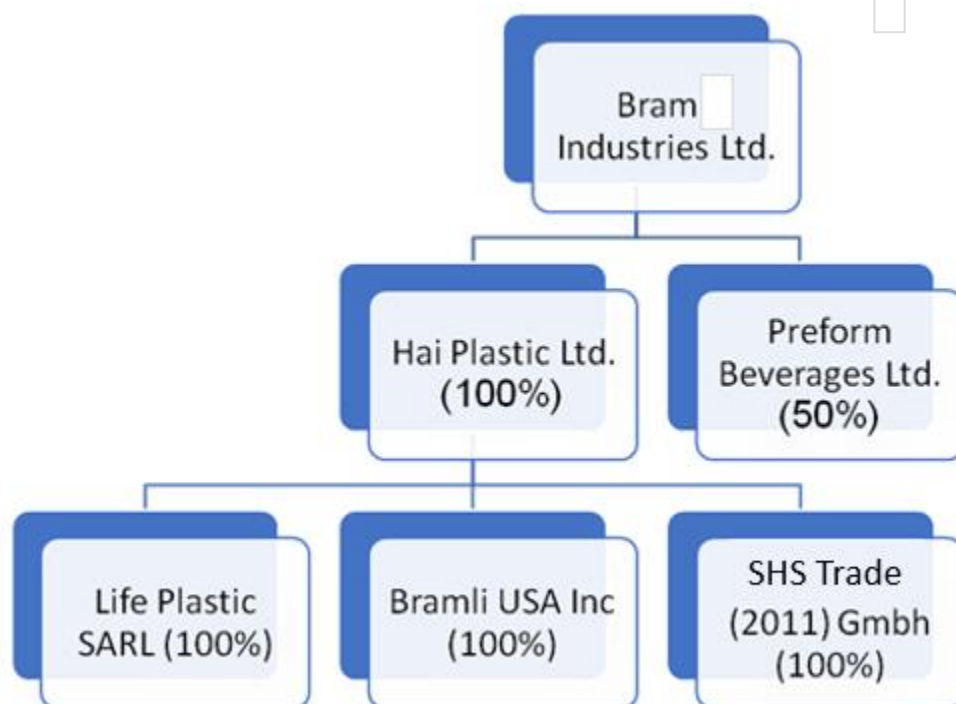 Bram
Industries Ltd.
Hai Plastic Ltd.
(100%)
Preform
Beverages Ltd.
(50%)
Life Plastic
SARL (100%)
Bramli USA Inc
(100%)
SHS Trade
(2011) Gmbh
(100%)